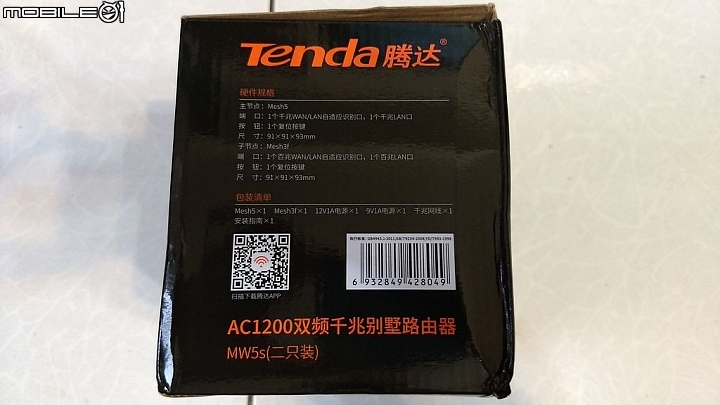 MOBILE01
Tenda 腾达®
硬件规格
主节点：Mesh5
端　口：1个千兆WAN/LAN自适应识别口，1个千兆LAN口
按　钮：1个复位按键
尺　寸：91×91×93mm
子节点：Mesh3f
端　口：1个百兆WAN/LAN自适应识别口，1个百兆LAN口
按　钮：1个复位按键
尺　寸：91×91×93mm
包装清单
Mesh5×1　Mesh3f×1　12V1A电源×1　9V1A电源×1　千兆网线×1
安装指南×1
扫描下载腾达APP
6 932849 428049
AC1200双频千兆别墅路由器
MW5s(二只装)